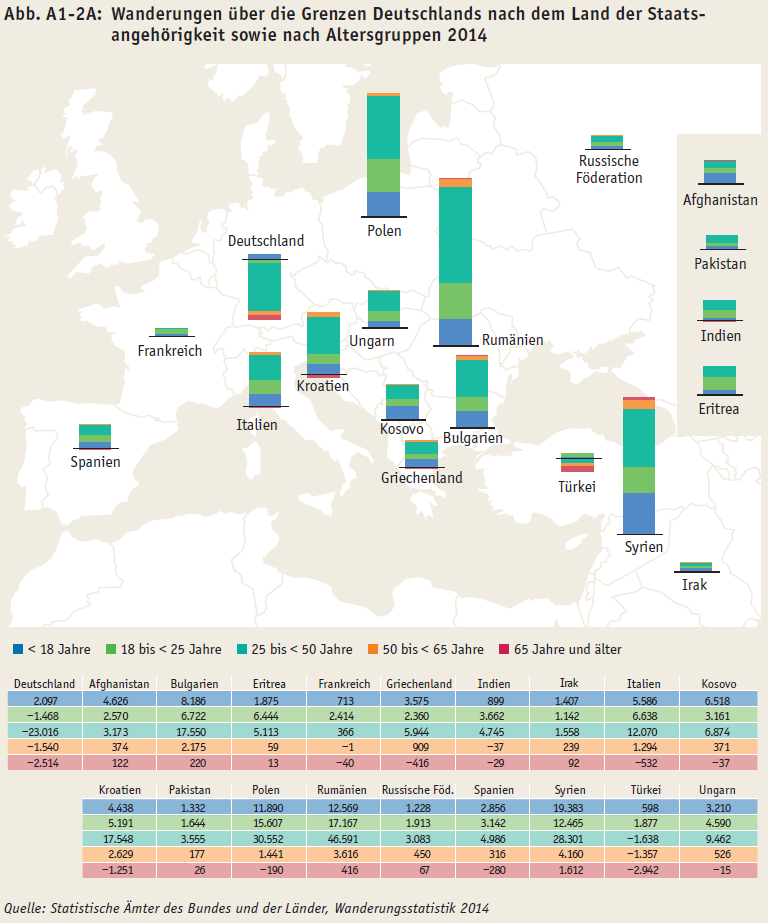 Abb. A1-2A: Wanderungen über die Grenzen Deutschlands nach dem Land der Staats-
angehörigkeit sowie nach Altersgruppen 2014
Polen
Russische
Föderation
Afghanistan
Pakistan
Indien
Eritrea
Deutschland
Frankreich
Ungarn
Rumänien
Kroatien
Italien
Kosovo
Bulgarien
Spanien
Griechenland
Türkei
Syrien
Irak
< 18 Jahre 18 bis < 25 Jahre 25 bis < 50 Jahre 50 bis < 65 Jahre 65 Jahre und älter
Deutschland Afghanistan Bulgarien Eritrea Frankreich Griechenland Indien Irak Italien Kosovo
2.097 4.626 8.186 1.875 713 3.575 899 1.407 5.586 6.518
−1.468 2.570 6.722 6.444 2.414 2.360 3.662 1.142 6.638 3.161
−23.016 3.173 17.550 5.113 366 5.944 4.745 1.558 12.070 6.874
−1.540 374 2.175 59 −1 909 −37 239 1.294 371
−2.514 122 220 13 −40 −416 −29 92 −532 −37
Kroatien Pakistan Polen Rumänien Russische Föd. Spanien Syrien Türkei Ungarn
4.438 1.332 11.890 12.569 1.228 2.856 19.383 598 3.210
5.191 1.644 15.607 17.167 1.913 3.142 12.465 1.877 4.590
17.548 3.555 30.552 46.591 3.083 4.986 28.301 −1.638 9.462
2.629 177 1.441 3.616 450 316 4.160 −1.357 526
−1.251 26 −190 416 67 −280 1.612 −2.942 −15
Quelle: Statistische Ämter des Bundes und der Länder, Wanderungsstatistik 2014